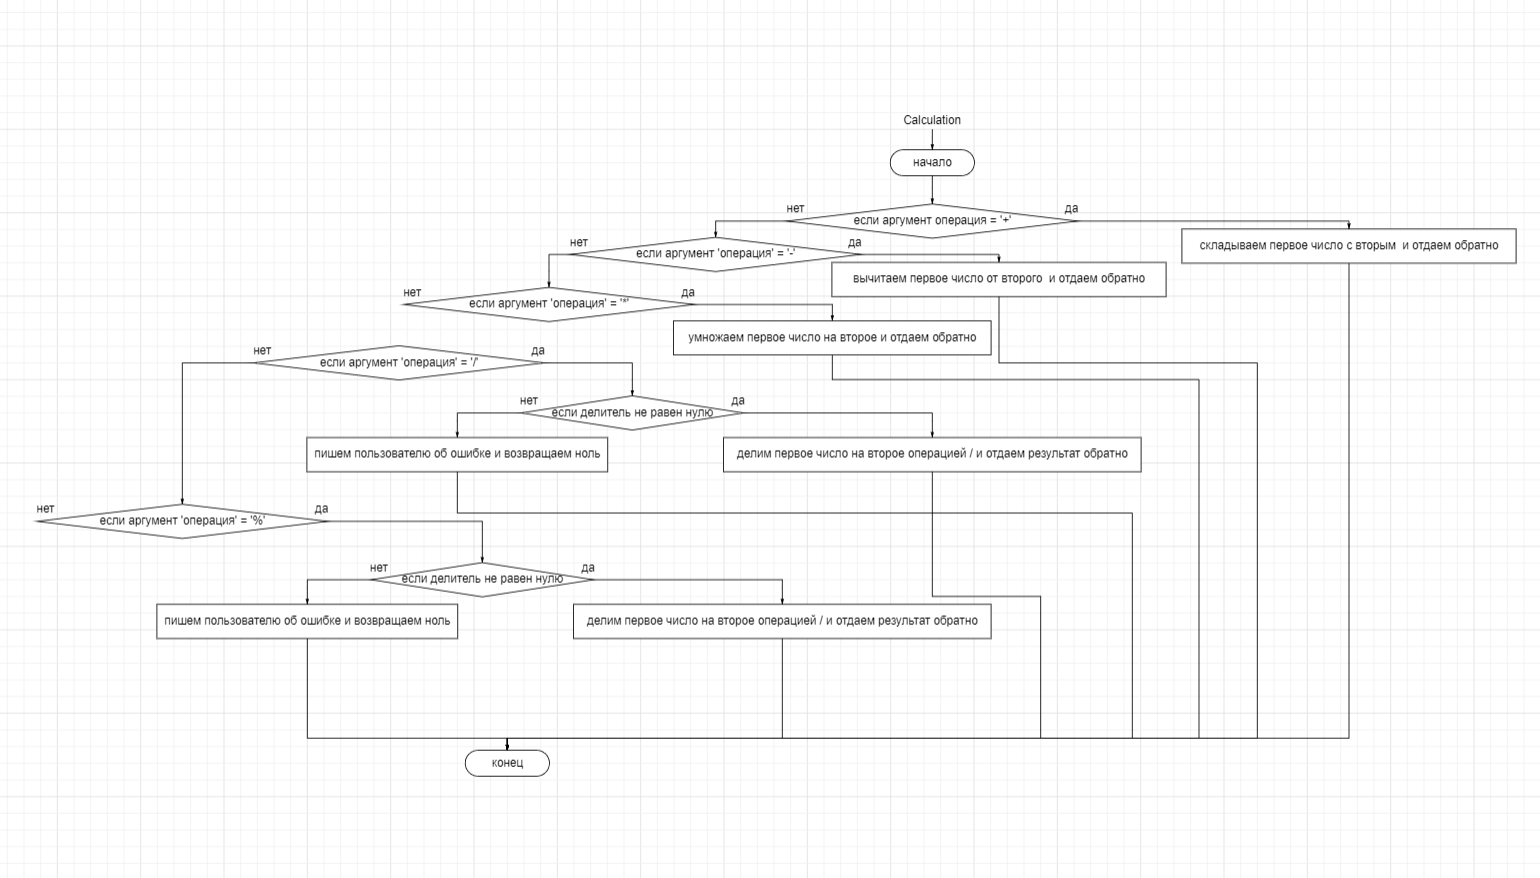 Calculation
начало
нет
если аргумент операция = '+'
да
складываем первое число с вторым и отдаем обратно
нет
если аргумент 'операция' = '-'
да
вычитаем первое число от второго и отдаем обратно
нет
если аргумент 'операция' = '*'
да
умножаем первое число на второе и отдаем обратно
нет
если аргумент 'операция' = '/'
да
нет
если делитель не равен нулю
да
пишем пользователю об ошибке и возвращаем ноль
делим первое число на второе операцией / и отдаем результат обратно
нет
если аргумент 'операция' = '%'
да
нет
если делитель не равен нулю
да
пишем пользователю об ошибке и возвращаем ноль
делим первое число на второе операцией / и отдаем результат обратно
конец